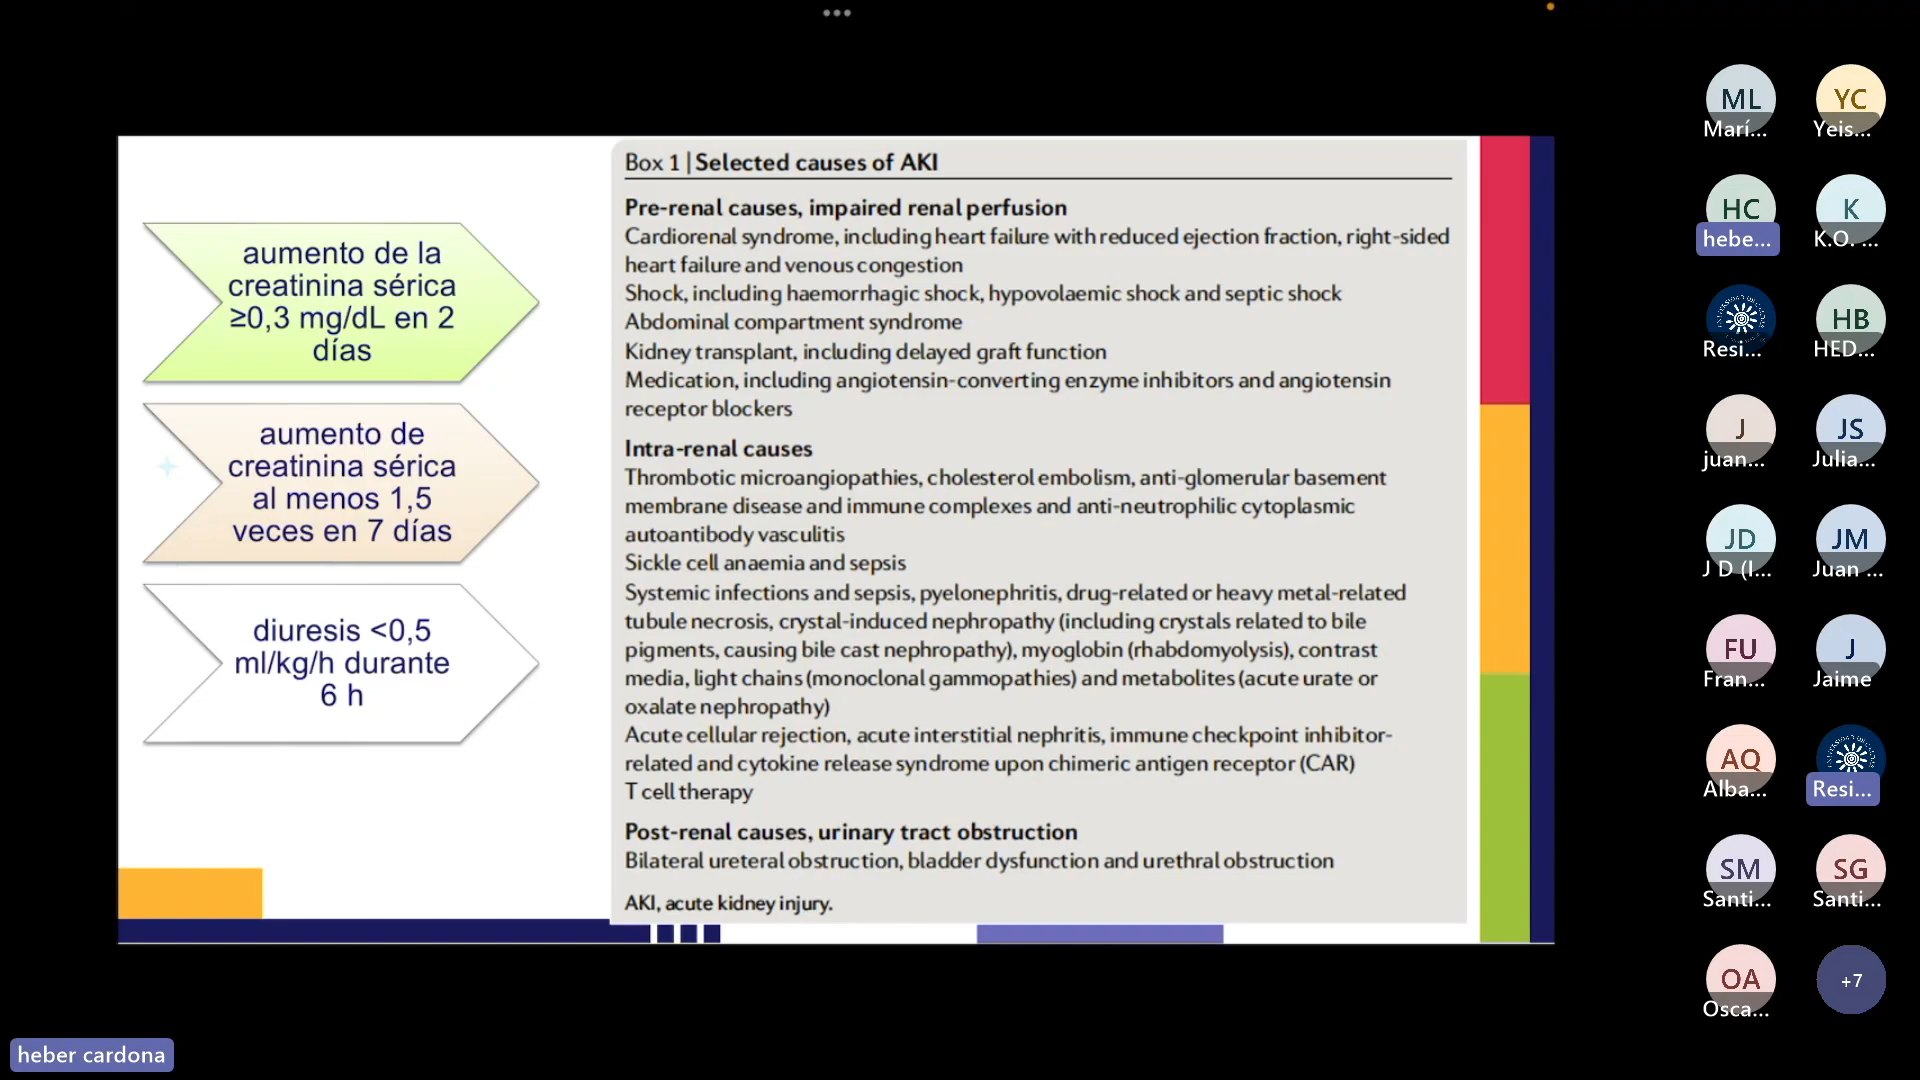 aumento de la
creatinina sérica
≥0,3 mg/dL en 2
días
aumento de
creatinina sérica
al menos 1,5
veces en 7 días
diuresis <0,5
ml/kg/h durante
6 h
Box 1 | Selected causes of AKI
Pre-renal causes, impaired renal perfusion
Cardiorenal syndrome, including heart failure with reduced ejection fraction, right-sided
heart failure and venous congestion
Shock, including haemorrhagic shock, hypovolaemic shock and septic shock
Abdominal compartment syndrome
Kidney transplant, including delayed graft function
Medication, including angiotensin-converting enzyme inhibitors and angiotensin
receptor blockers
Intra-renal causes
Thrombotic microangiopathies, cholesterol embolism, anti-glomerular basement
membrane disease and immune complexes and anti-neutrophilic cytoplasmic
autoantibody vasculitis
Sickle cell anaemia and sepsis
Systemic infections and sepsis, pyelonephritis, drug-related or heavy metal-related
tubule necrosis, crystal-induced nephropathy (including crystals related to bile
pigments, causing bile cast nephropathy), myoglobin (rhabdomyolysis), contrast
media, light chains (monoclonal gammopathies) and metabolites (acute urate or
oxalate nephropathy)
Acute cellular rejection, acute interstitial nephritis, immune checkpoint inhibitor-
related and cytokine release syndrome upon chimeric antigen receptor (CAR)
T cell therapy
Post-renal causes, urinary tract obstruction
Bilateral ureteral obstruction, bladder dysfunction and urethral obstruction
AKI, acute kidney injury.
ML
Marí...
YC
Yeis...
HC
hebe...
K
K.O. ...
Resi...
HB
HED...
J
juan...
JS
Julia...
JD
J D (I...
JM
Juan ...
FU
Fran...
J
Jaime
AQ
Alba...
Resi...
SM
Santi...
SG
Santi...
OA
Osca...
+7
heber cardona